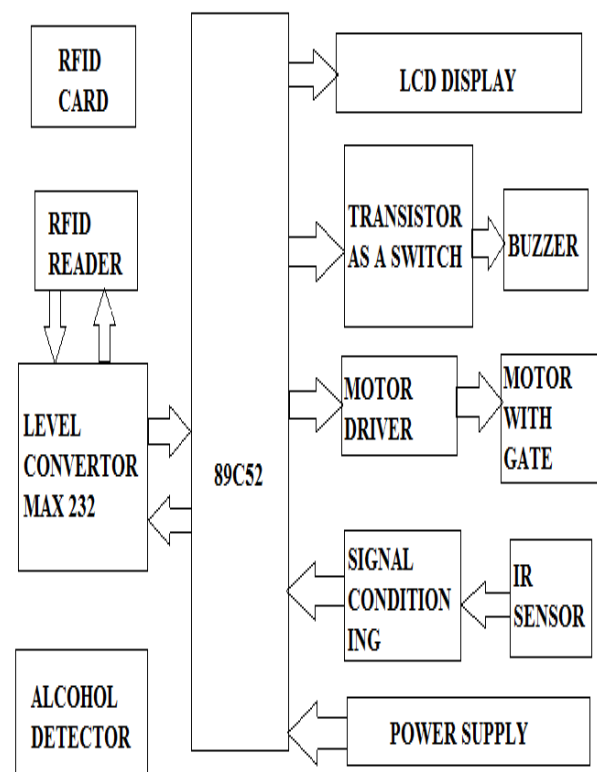 RFID
CARD
LCD DISPLAY
RFID
READER
TRANSISTOR
AS A SWITCH
BUZZER
LEVEL
CONVERTOR
MAX 232
89C52
MOTOR
DRIVER
MOTOR
WITH
GATE
SIGNAL
CONDITION
ING
IR
SENSOR
ALCOHOL
DETECTOR
POWER SUPPLY